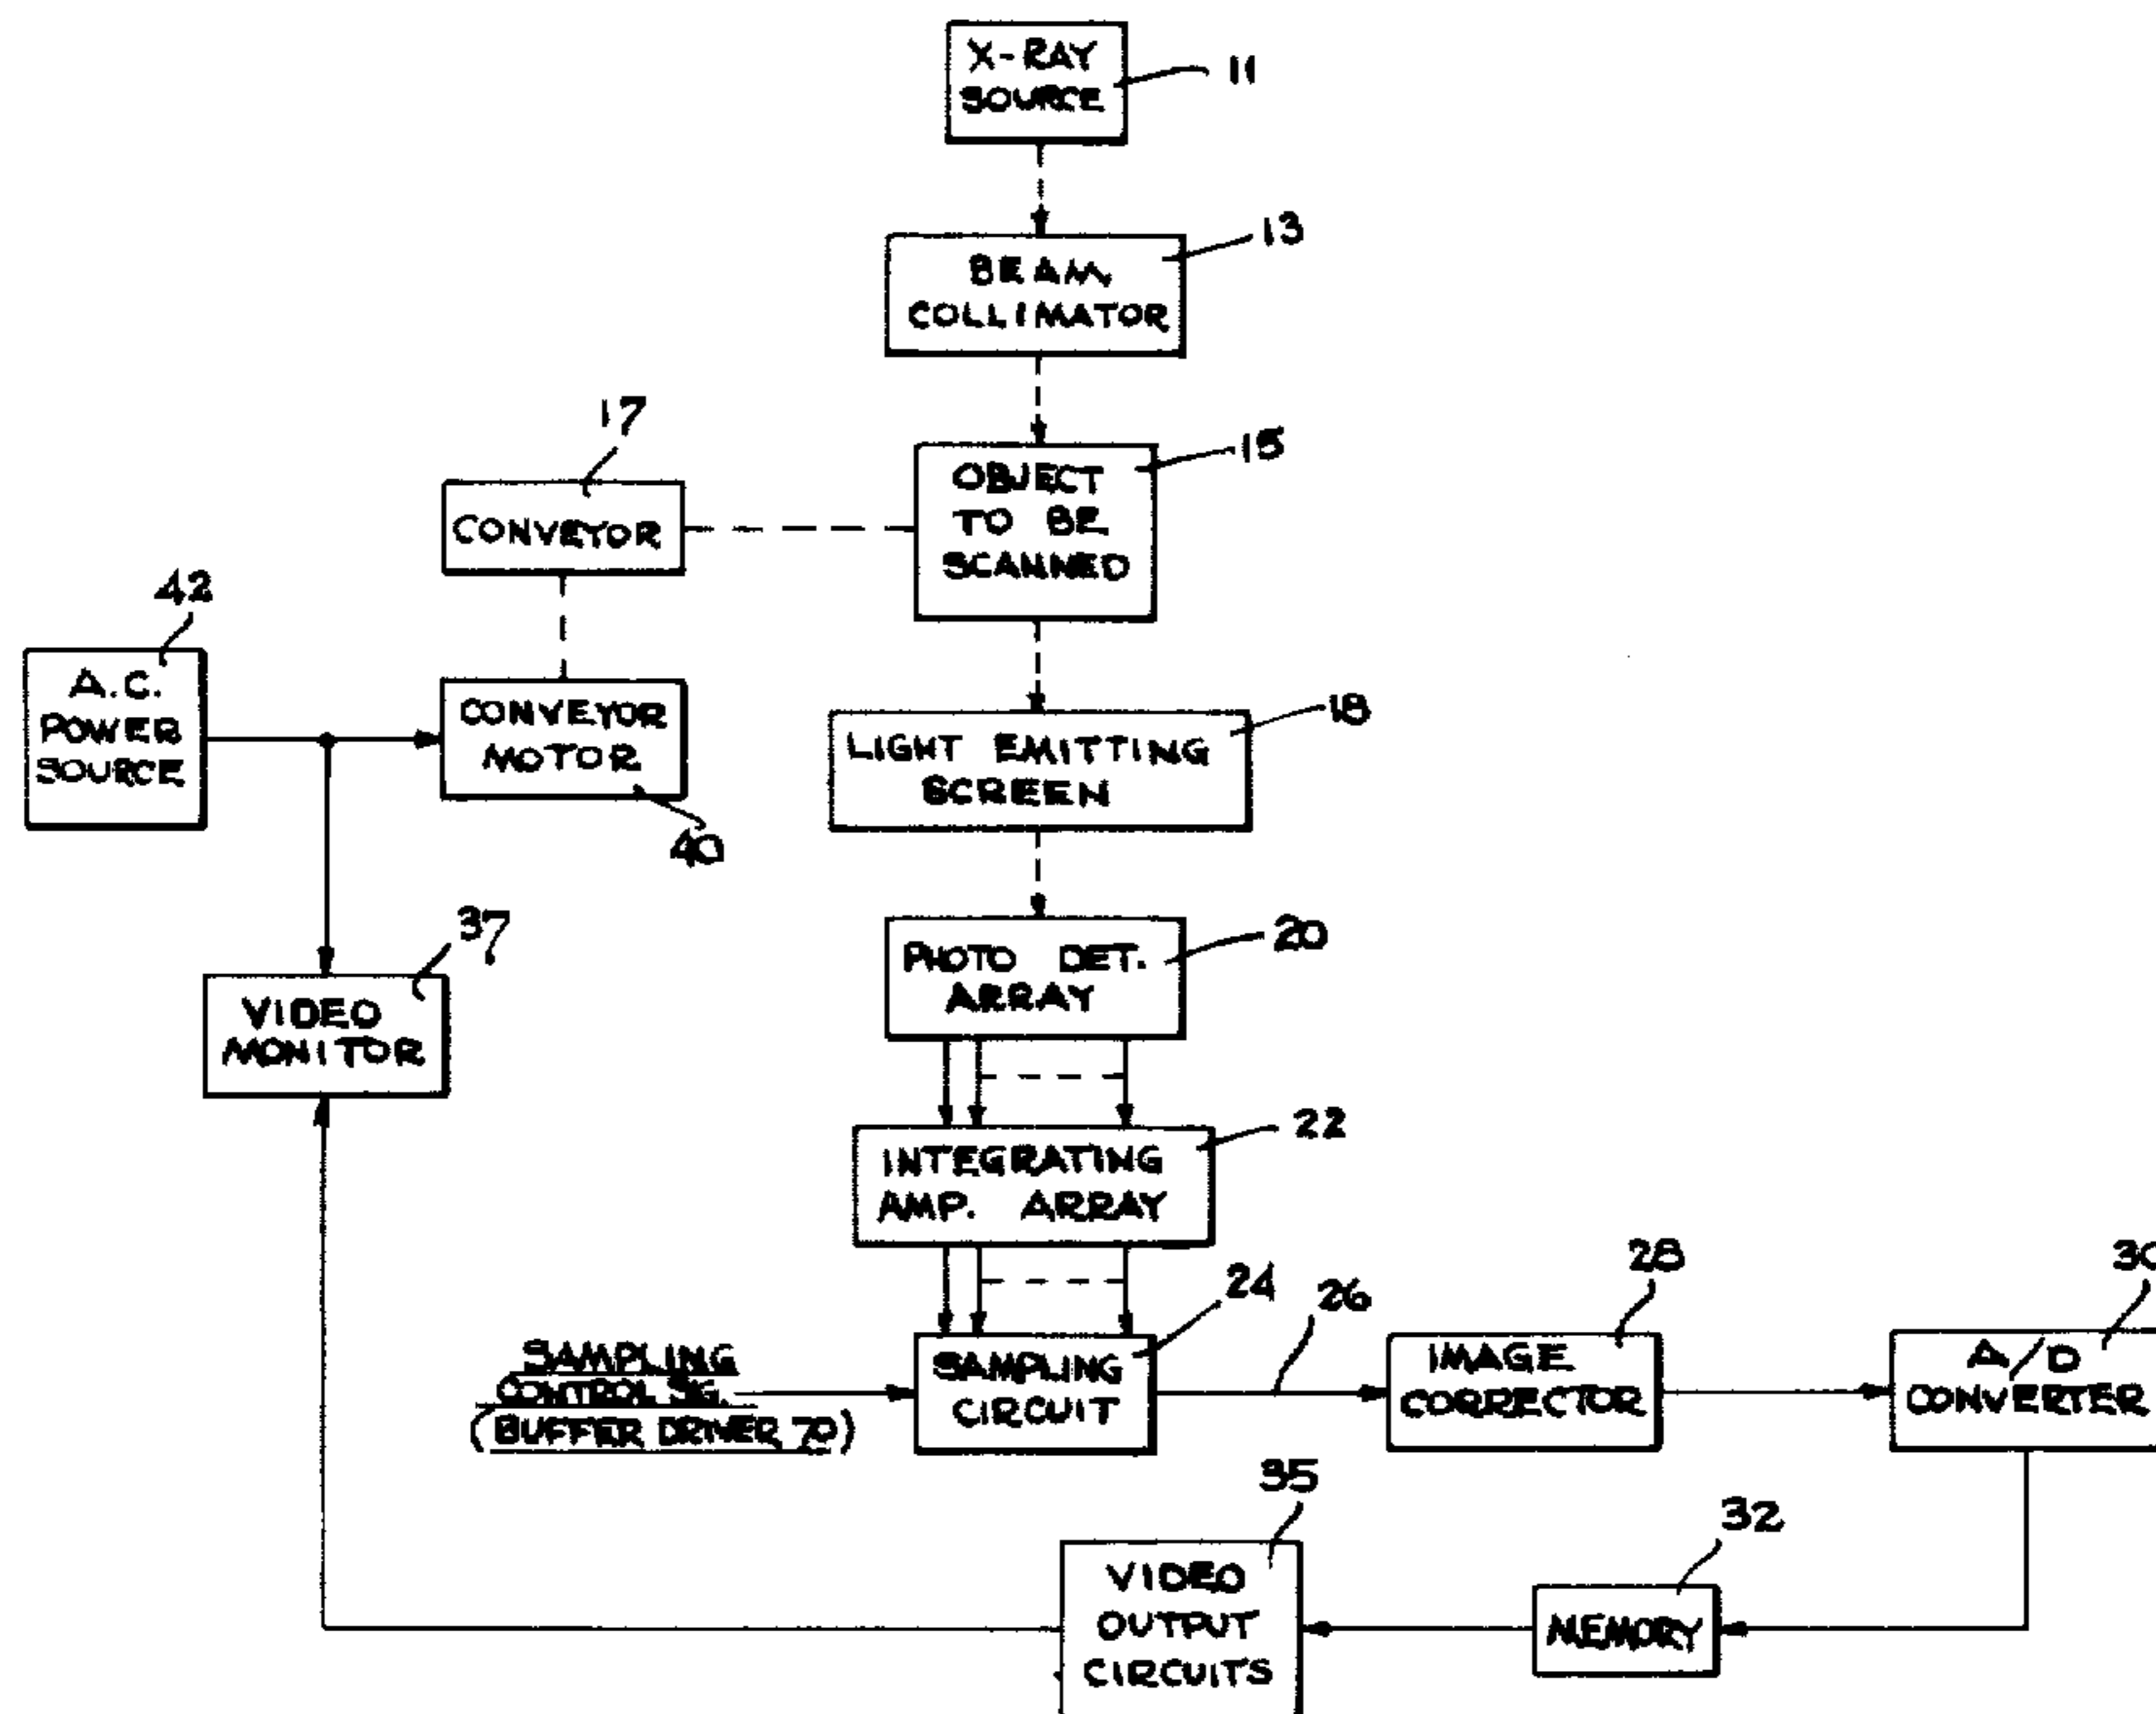 X-RAY
SOURCE
11
BEAM
COLLIMATOR
13
17
CONVEYOR
OBJECT
TO BE
SCANNED
15
42
A.C.
POWER
SOURCE
CONVEYOR
MOTOR
40
LIGHT EMITTING
SCREEN
18
37
VIDEO
MONITOR
PHOTO DET.
ARRAY
20
INTEGRATING
AMP. ARRAY
22
SAMPLING
CONTROL SIG.
(BUFFER DRIVER 70)
SAMPLING
CIRCUIT
24
26
28
IMAGE
CORRECTOR
30
A/D
CONVERTER
35
VIDEO
OUTPUT
CIRCUITS
32
MEMORY